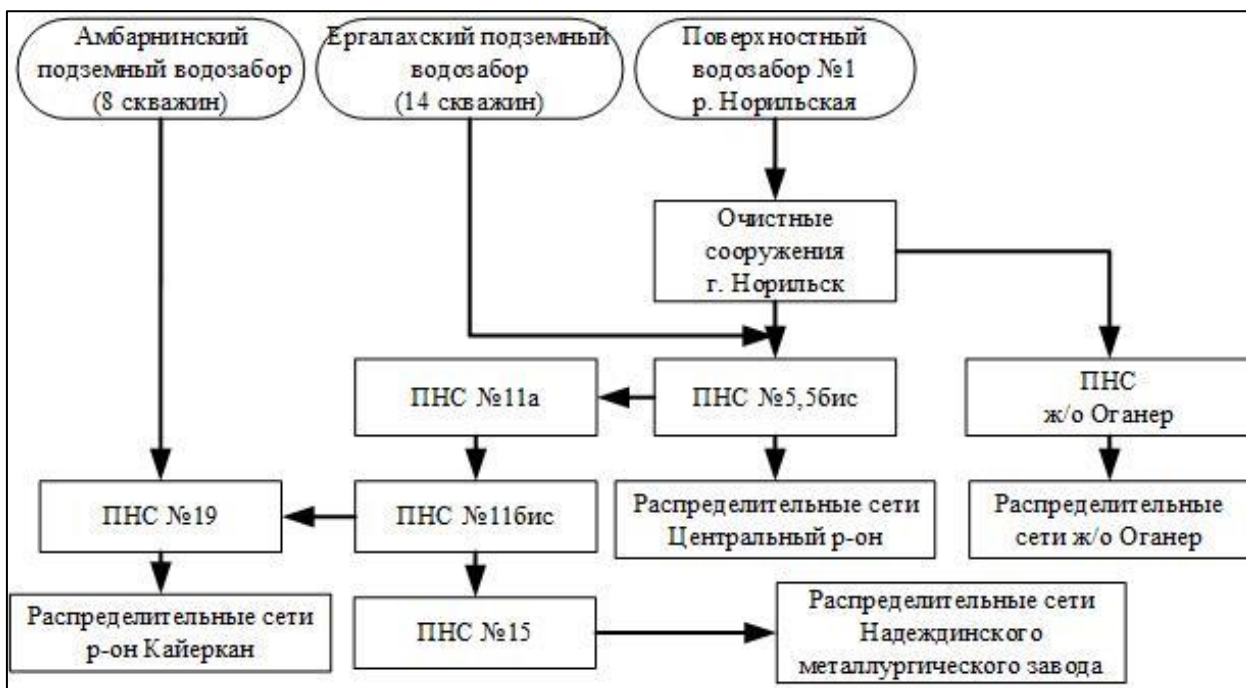 Амбарнинский
подземный водозабор
(8 скважин)
Ергалахский подземный
водозабор
(14 скважин)
Поверхностный
водозабор №1
р. Норильская
Очистные
сооружения
г. Норильск
ПНС №11а
ПНС №5,5бис
ПНС
ж/о Оганер
ПНС №19
ПНС №11бис
Распределительные сети
Центральный р-он
Распределительные
сети ж/о Оганер
Распределительные сети
р-он Кайеркан
ПНС №15
Распределительные сети
Надеждинского
металлургического завода